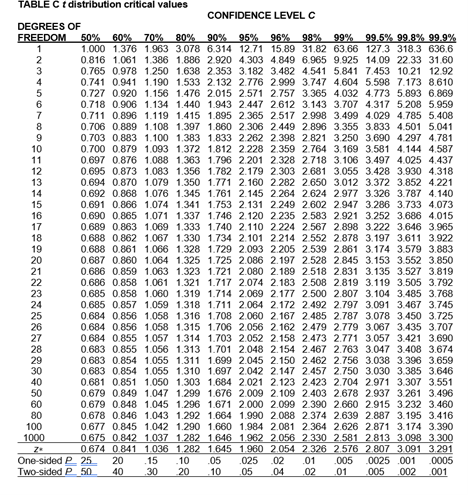 TABLE C t distribution critical values
CONFIDENCE LEVEL C
DEGREES OF
FREEDOM 50% 60% 70% 80% 90% 95% 96% 98% 99% 99.5% 99.8% 99.9%
1 1.000 1.376 1.963 3.078 6.314 12.71 15.89 31.82 63.66 127.3 318.3 636.6
2 0.816 1.061 1.386 1.886 2.920 4.303 4.849 6.965 9.925 14.09 22.33 31.60
3 0.765 0.978 1.250 1.638 2.353 3.182 3.482 4.541 5.841 7.453 10.21 12.92
4 0.741 0.941 1.190 1.533 2.132 2.776 2.999 3.747 4.604 5.598 7.173 8.610
5 0.727 0.920 1.156 1.476 2.015 2.571 2.757 3.365 4.032 4.773 5.893 6.869
6 0.718 0.906 1.134 1.440 1.943 2.447 2.612 3.143 3.707 4.317 5.208 5.959
7 0.711 0.896 1.119 1.415 1.895 2.365 2.517 2.998 3.499 4.029 4.785 5.408
8 0.706 0.889 1.108 1.397 1.860 2.306 2.449 2.896 3.355 3.833 4.501 5.041
9 0.703 0.883 1.100 1.383 1.833 2.262 2.398 2.821 3.250 3.690 4.297 4.781
10 0.700 0.879 1.093 1.372 1.812 2.228 2.359 2.764 3.169 3.581 4.144 4.587
11 0.697 0.876 1.088 1.363 1.796 2.201 2.328 2.718 3.106 3.497 4.025 4.437
12 0.695 0.873 1.083 1.356 1.782 2.179 2.303 2.681 3.055 3.428 3.930 4.318
13 0.694 0.870 1.079 1.350 1.771 2.160 2.282 2.650 3.012 3.372 3.852 4.221
14 0.692 0.868 1.076 1.345 1.761 2.145 2.264 2.624 2.977 3.326 3.787 4.140
15 0.691 0.866 1.074 1.341 1.753 2.131 2.249 2.602 2.947 3.286 3.733 4.073
16 0.690 0.865 1.071 1.337 1.746 2.120 2.235 2.583 2.921 3.252 3.686 4.015
17 0.689 0.863 1.069 1.333 1.740 2.110 2.224 2.567 2.898 3.222 3.646 3.965
18 0.688 0.862 1.067 1.330 1.734 2.101 2.214 2.552 2.878 3.197 3.611 3.922
19 0.688 0.861 1.066 1.328 1.729 2.093 2.205 2.539 2.861 3.174 3.579 3.883
20 0.687 0.860 1.064 1.325 1.725 2.086 2.197 2.528 2.845 3.153 3.552 3.850
21 0.686 0.859 1.063 1.323 1.721 2.080 2.189 2.518 2.831 3.135 3.527 3.819
22 0.686 0.858 1.061 1.321 1.717 2.074 2.183 2.508 2.819 3.119 3.505 3.792
23 0.685 0.858 1.060 1.319 1.714 2.069 2.177 2.500 2.807 3.104 3.485 3.768
24 0.685 0.857 1.059 1.318 1.711 2.064 2.172 2.492 2.797 3.091 3.467 3.745
25 0.684 0.856 1.058 1.316 1.708 2.060 2.167 2.485 2.787 3.078 3.450 3.725
26 0.684 0.856 1.058 1.315 1.706 2.056 2.162 2.479 2.779 3.067 3.435 3.707
27 0.684 0.855 1.057 1.314 1.703 2.052 2.158 2.473 2.771 3.057 3.421 3.690
28 0.683 0.855 1.056 1.313 1.701 2.048 2.154 2.467 2.763 3.047 3.408 3.674
29 0.683 0.854 1.055 1.311 1.699 2.045 2.150 2.462 2.756 3.038 3.396 3.659
30 0.683 0.854 1.055 1.310 1.697 2.042 2.147 2.457 2.750 3.030 3.385 3.646
40 0.681 0.851 1.050 1.303 1.684 2.021 2.123 2.423 2.704 2.971 3.307 3.551
50 0.679 0.849 1.047 1.299 1.676 2.009 2.109 2.403 2.678 2.937 3.261 3.496
60 0.679 0.848 1.045 1.296 1.671 2.000 2.099 2.390 2.660 2.915 3.232 3.460
80 0.678 0.846 1.043 1.292 1.664 1.990 2.088 2.374 2.639 2.887 3.195 3.416
100 0.677 0.845 1.042 1.290 1.660 1.984 2.081 2.364 2.626 2.871 3.174 3.390
1000 0.675 0.842 1.037 1.282 1.646 1.962 2.056 2.330 2.581 2.813 3.098 3.300
z* 0.674 0.841 1.036 1.282 1.645 1.960 2.054 2.326 2.576 2.807 3.091 3.291
One-sided P .25 20 .15 .10 .05 .025 .02 .01 .005 .0025 .001 .0005
Two-sided P .50 40 .30 .20 .10 .05 .04 .02 .01 .005 .002 .001